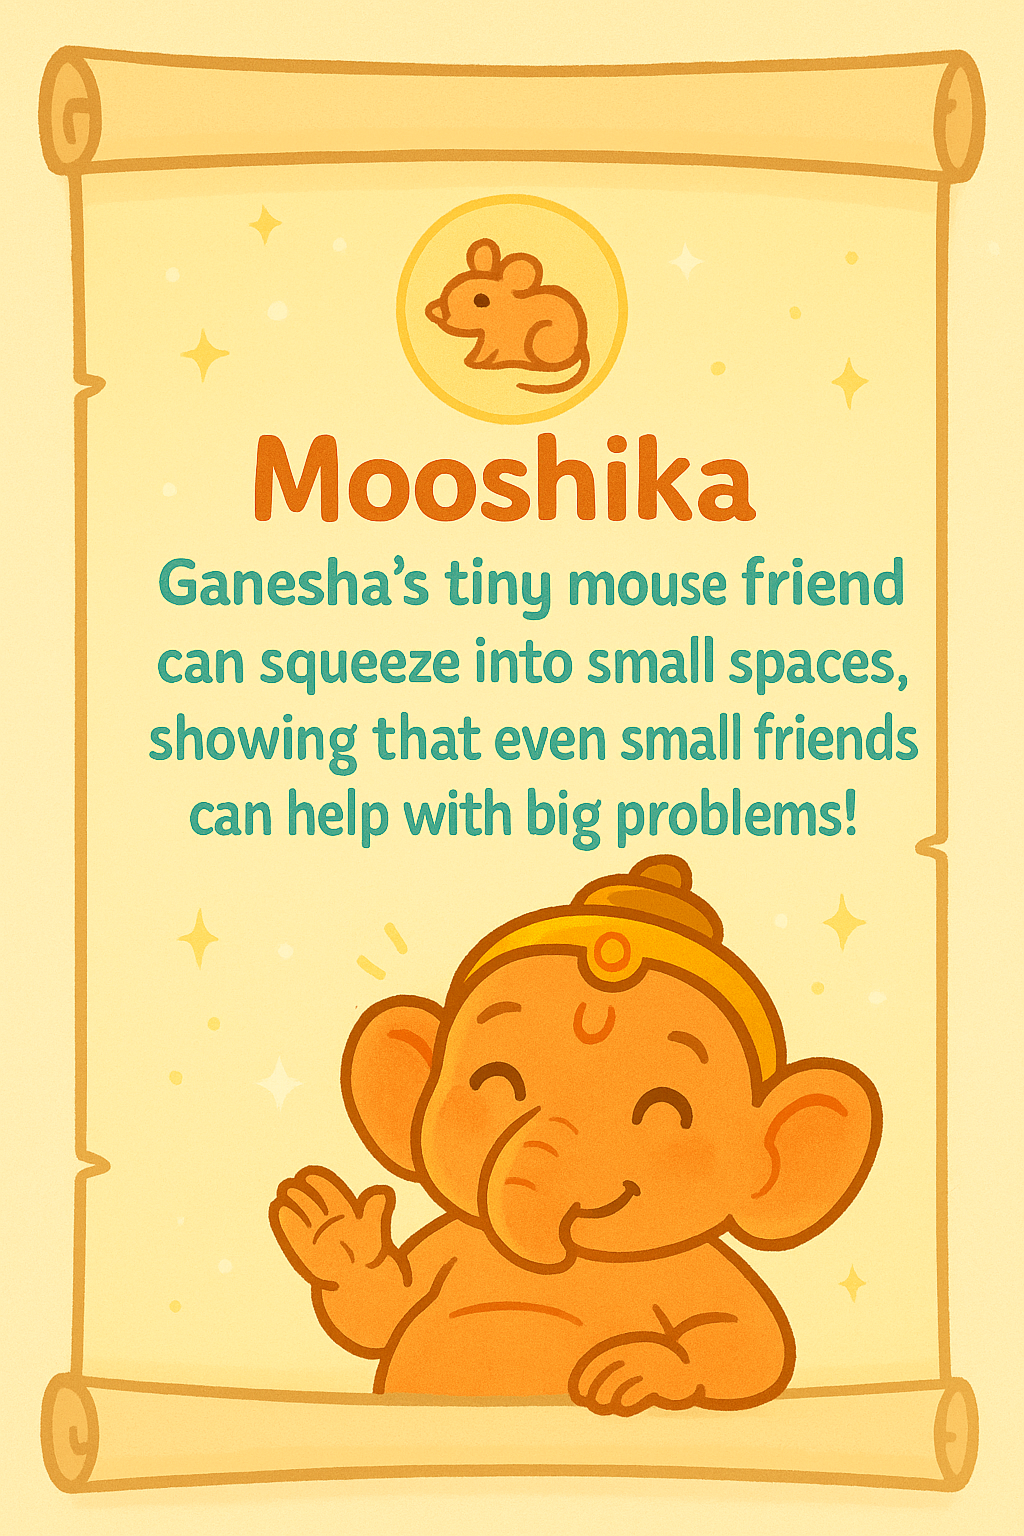 Mooshika
Ganesha’s tiny mouse friend
can squeeze into small spaces,
showing that even small friends
can help with big problems!